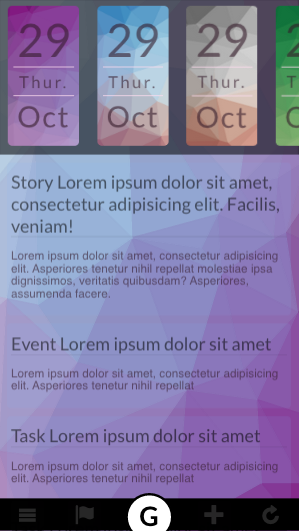 29 29 29 2
Thur. Thur. Thur. T
Oct Oct Oct O
Story Lorem ipsum dolor sit amet,
consectetur adipisicing elit. Facilis,
veniam!
Lorem ipsum dolor sit amet, consectetur adipisicing
elit. Asperiores tenetur nihil repellat molestiae ipsa
dignissimos, veritatis quibusdam? Asperiores,
assumenda facere.
Event Lorem ipsum dolor sit amet
Lorem ipsum dolor sit amet, consectetur adipisicing
elit. Asperiores tenetur nihil repellat
Task Lorem ipsum dolor sit amet
Lorem ipsum dolor sit amet, consectetur adipisicing
elit. Asperiores tenetur nihil repellat
G